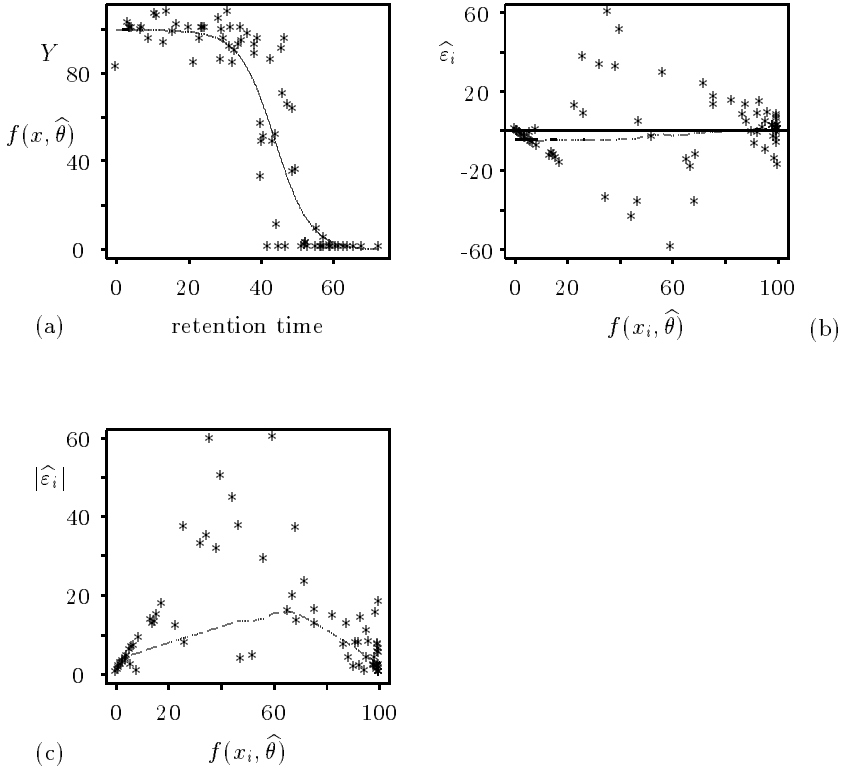 Y
f(x, θ̂)
80
40
0
0 20 40 60
(a)
retention time
ε̂ᵢ
60
20
-20
-60
0 20 60 100
f(xᵢ, θ̂)
(b)
|ε̂ᵢ|
60
40
20
0
0 20 60 100
(c)
f(xᵢ, θ̂)